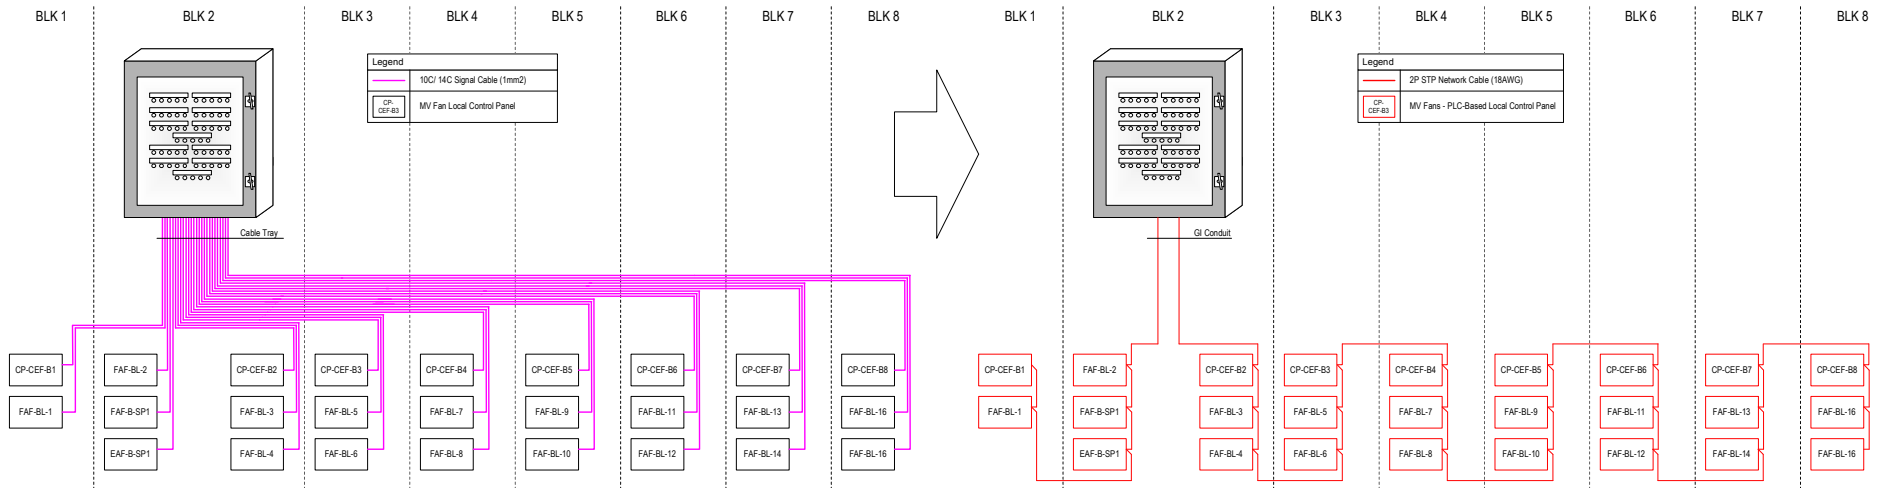 BLK 1 BLK 2 BLK 3 BLK 4 BLK 5 BLK 6 BLK 7 BLK 8
Legend
10C/ 14C Signal Cable (1mm2)
CP-
CEF-B3
MV Fan Local Control Panel
Cable Tray
CP-CEF-B1 FAF-BL-2 CP-CEF-B2 CP-CEF-B3 CP-CEF-B4 CP-CEF-B5 CP-CEF-B6 CP-CEF-B7 CP-CEF-B8
FAF-BL-1 FAF-B-SP1 FAF-BL-3 FAF-BL-5 FAF-BL-7 FAF-BL-9 FAF-BL-11 FAF-BL-13 FAF-BL-16
EAF-B-SP1 FAF-BL-4 FAF-BL-6 FAF-BL-8 FAF-BL-10 FAF-BL-12 FAF-BL-14 FAF-BL-16
BLK 1 BLK 2 BLK 3 BLK 4 BLK 5 BLK 6 BLK 7 BLK 8
Legend
2P STP Network Cable (18AWG)
CP-
CEF-B3
MV Fans - PLC-Based Local Control Panel
GI Conduit
CP-CEF-B1 FAF-BL-2 CP-CEF-B2 CP-CEF-B3 CP-CEF-B4 CP-CEF-B5 CP-CEF-B6 CP-CEF-B7 CP-CEF-B8
FAF-BL-1 FAF-B-SP1 FAF-BL-3 FAF-BL-5 FAF-BL-7 FAF-BL-9 FAF-BL-11 FAF-BL-13 FAF-BL-16
EAF-B-SP1 FAF-BL-4 FAF-BL-6 FAF-BL-8 FAF-BL-10 FAF-BL-12 FAF-BL-14 FAF-BL-16